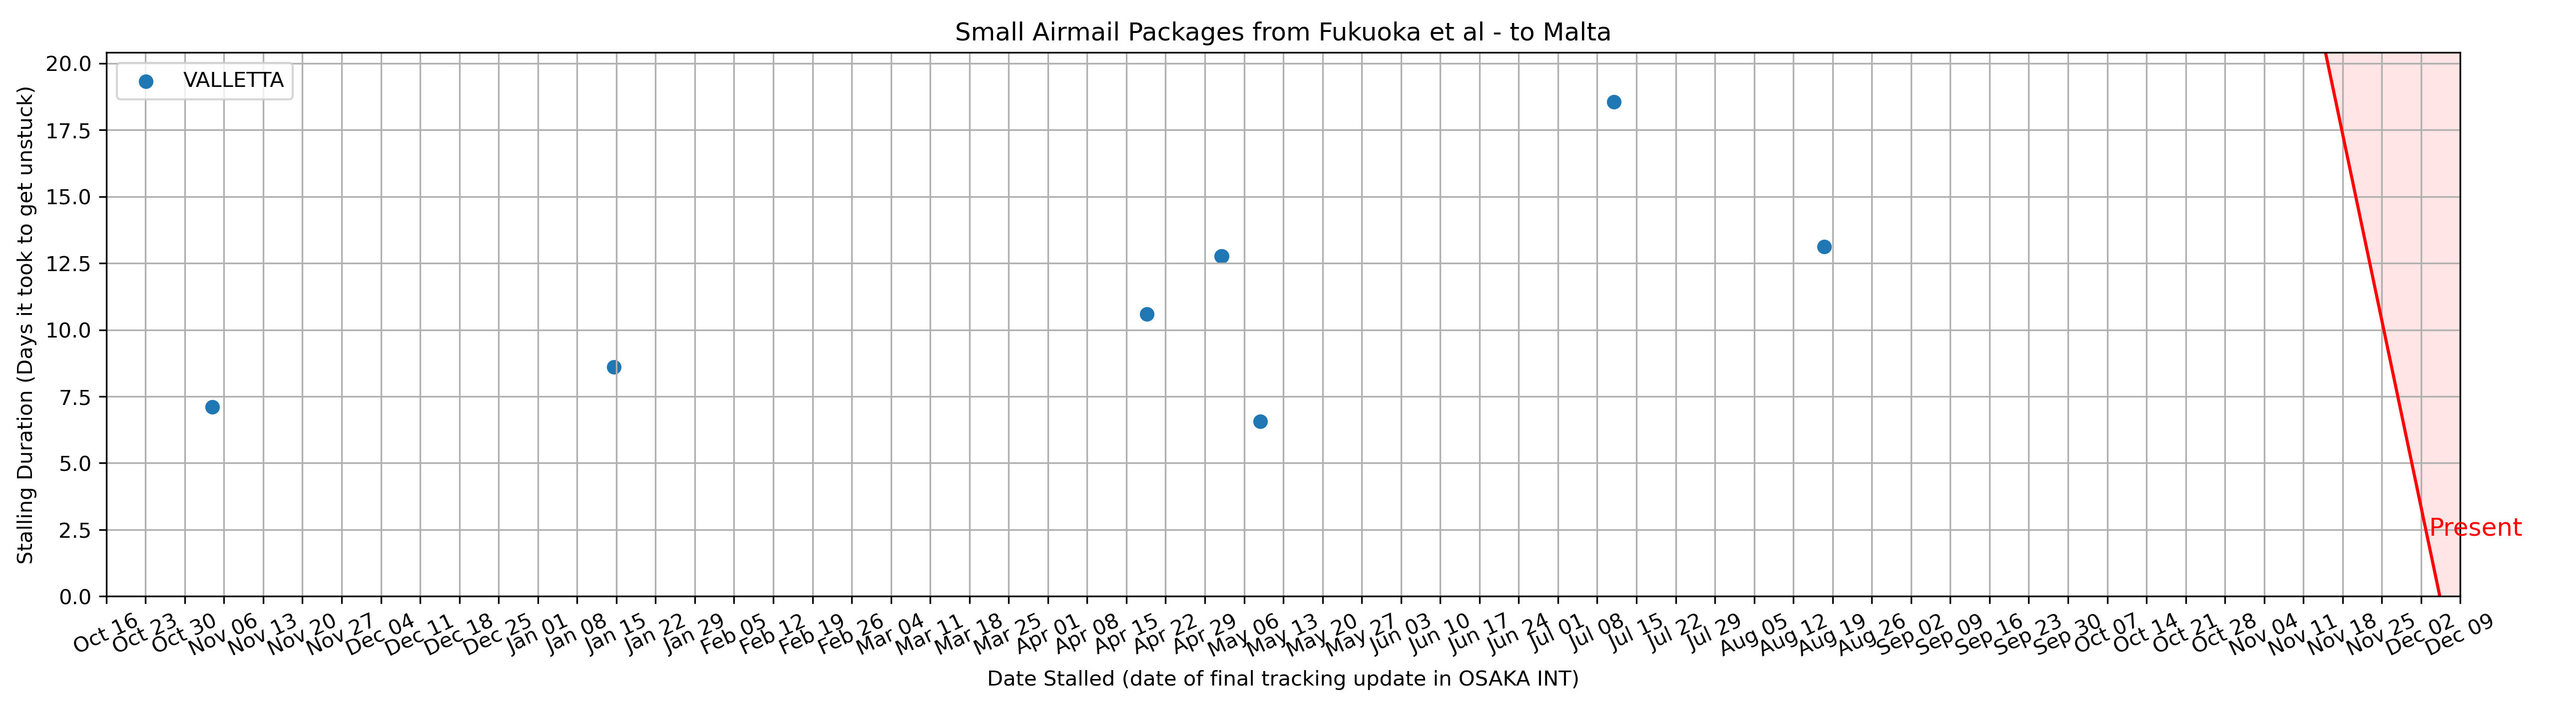 Small Airmail Packages from Fukuoka et al - to Malta
Stalling Duration (Days it took to get unstuck)
20.0
17.5
15.0
12.5
10.0
7.5
5.0
2.5
0.0
VALLETTA
Present
Oct 16 Oct 23 Oct 30 Nov 06 Nov 13 Nov 20 Nov 27 Dec 04 Dec 11 Dec 18 Dec 25 Jan 01 Jan 08 Jan 15 Jan 22 Jan 29 Feb 05 Feb 12 Feb 19 Feb 26 Mar 04 Mar 11 Mar 18 Mar 25 Apr 01 Apr 08 Apr 15 Apr 22 Apr 29 May 06 May 13 May 20 May 27 Jun 03 Jun 10 Jun 17 Jun 24 Jul 01 Jul 08 Jul 15 Jul 22 Jul 29 Aug 05 Aug 12 Aug 19 Aug 26 Sep 02 Sep 09 Sep 16 Sep 23 Sep 30 Oct 07 Oct 14 Oct 21 Oct 28 Nov 04 Nov 11 Nov 18 Nov 25 Dec 02 Dec 09
Date Stalled (date of final tracking update in OSAKA INT)